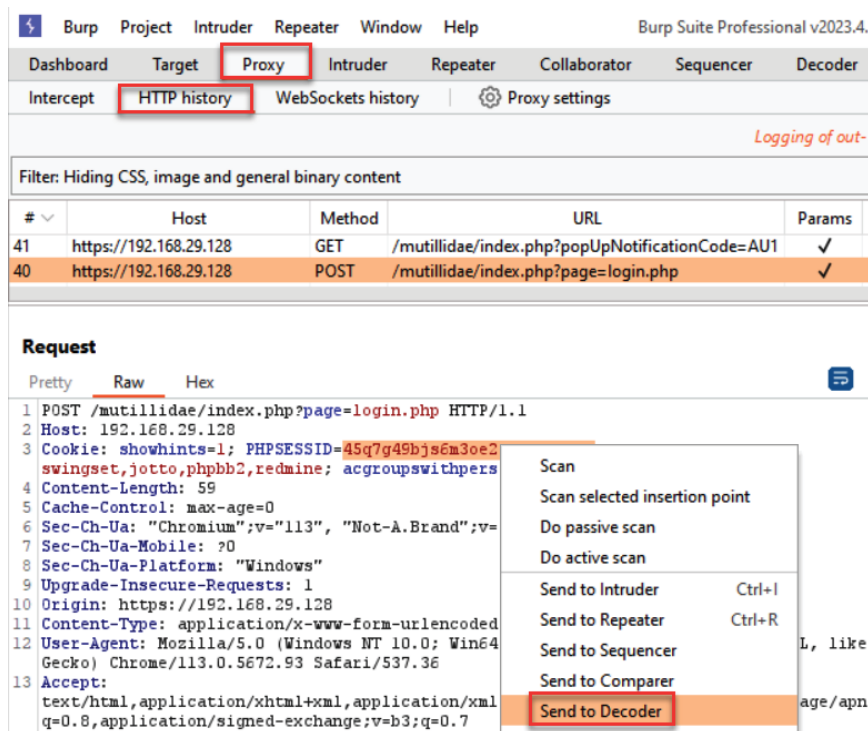 Burp Project Intruder Repeater Window Help Burp Suite Professional v2023.4.
Dashboard Target Proxy Intruder Repeater Collaborator Sequencer Decoder
Intercept HTTP history WebSockets history Proxy settings
Logging of out-
Filter: Hiding CSS, image and general binary content
# Host Method URL Params
41 https://192.168.29.128 GET /mutillidae/index.php?popUpNotificationCode=AU1 ✓
40 https://192.168.29.128 POST /mutillidae/index.php?page=login.php ✓
Request
Pretty Raw Hex
1 POST /mutillidae/index.php?page=login.php HTTP/1.1
2 Host: 192.168.29.128
3 Cookie: showhints=1; PHPSESSID=45q7g49bjs6m3oe2
swingset,jotto,phpbb2,redmine; acgroupswithpers
4 Content-Length: 59
5 Cache-Control: max-age=0
6 Sec-Ch-Ua: "Chromium";v="113", "Not-A.Brand";v=
7 Sec-Ch-Ua-Mobile: ?0
8 Sec-Ch-Ua-Platform: "Windows"
9 Upgrade-Insecure-Requests: 1
10 Origin: https://192.168.29.128
11 Content-Type: application/x-www-form-urlencoded
12 User-Agent: Mozilla/5.0 (Windows NT 10.0; Win64 L, like
Gecko) Chrome/113.0.5672.93 Safari/537.36
13 Accept:
text/html,application/xhtml+xml,application/xml age/apn
q=0.8,application/signed-exchange;v=b3;q=0.7
Scan
Scan selected insertion point
Do passive scan
Do active scan
Send to Intruder Ctrl+I
Send to Repeater Ctrl+R
Send to Sequencer
Send to Comparer
Send to Decoder